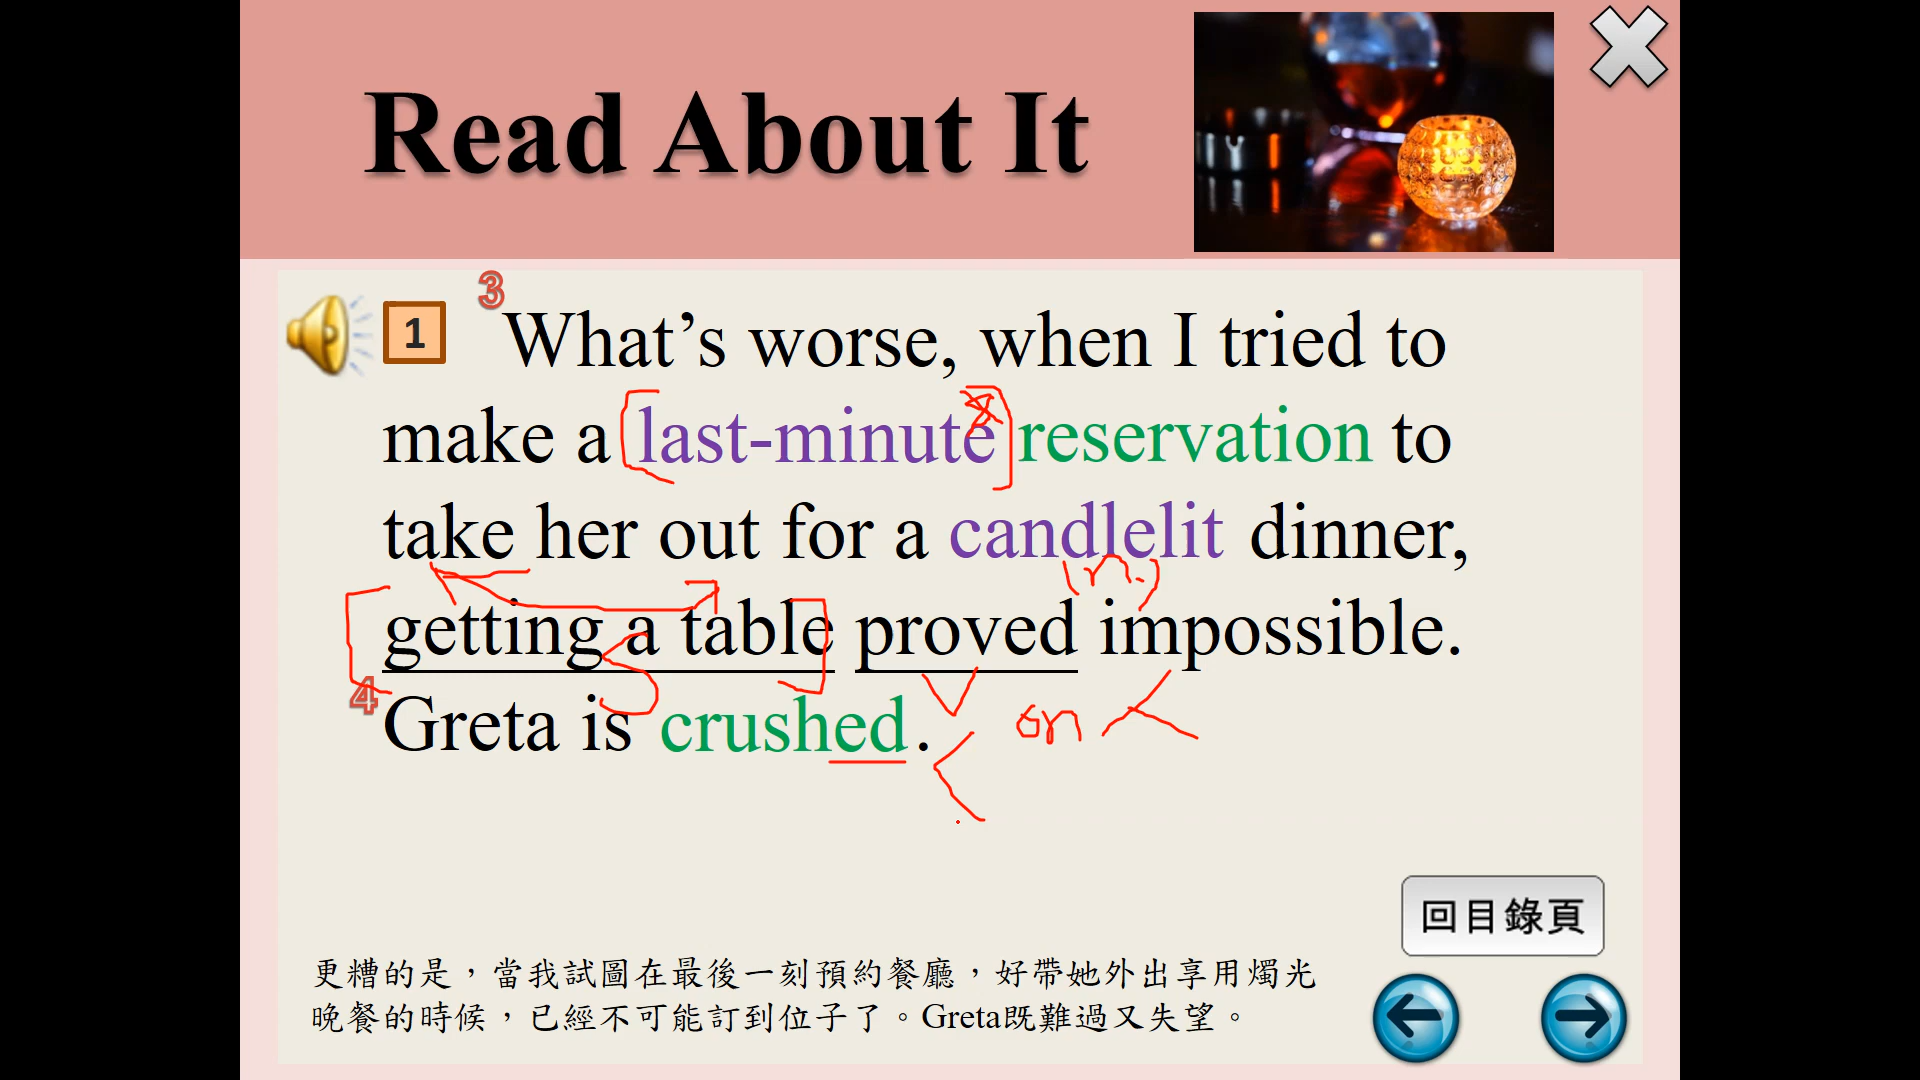 Read About It
3
1 What’s worse, when I tried to
make a last-minute reservation to
take her out for a candlelit dinner,
(n.)
getting a table proved impossible.
4 Greta is crushed.
S V on
回目錄頁
更糟的是，當我試圖在最後一刻預約餐廳，好帶她外出享用燭光
晚餐的時候，已經不可能訂到位子了。Greta既難過又失望。